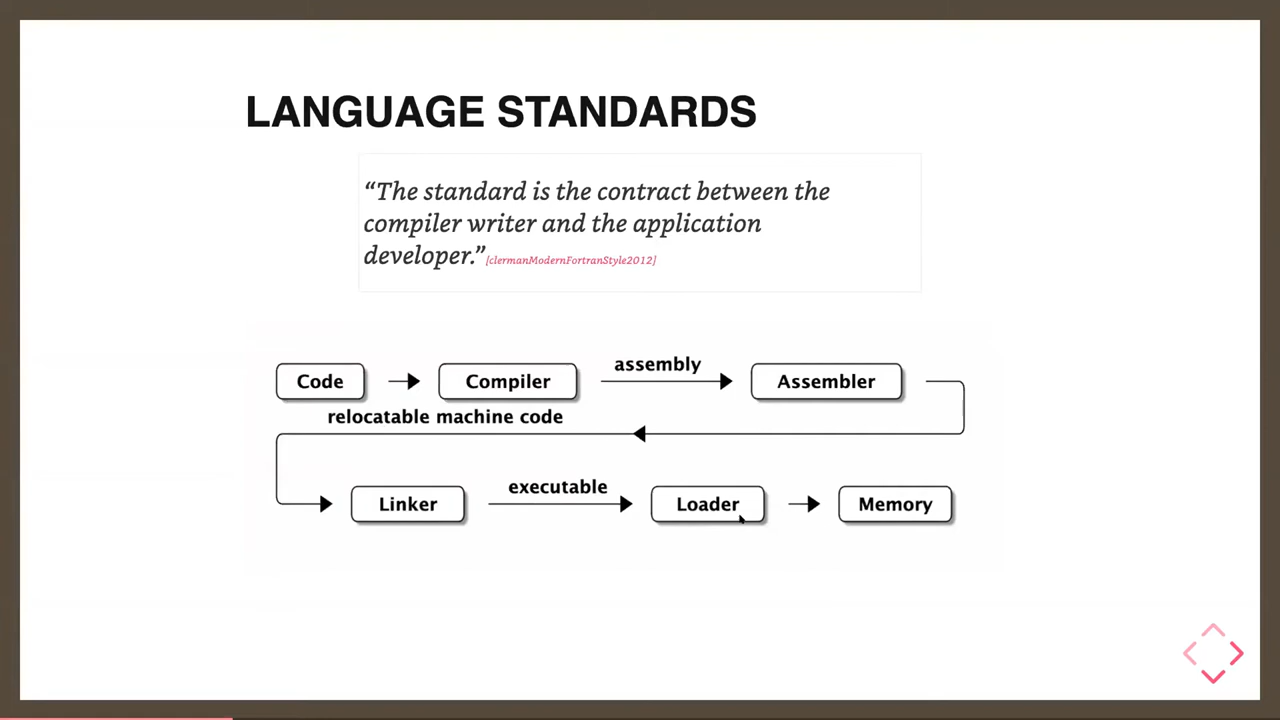 LANGUAGE STANDARDS
“The standard is the contract between the
compiler writer and the application
developer.” [clermanModernFortranStyle2012]
Code
Compiler
assembly
Assembler
relocatable machine code
Linker
executable
Loader
Memory